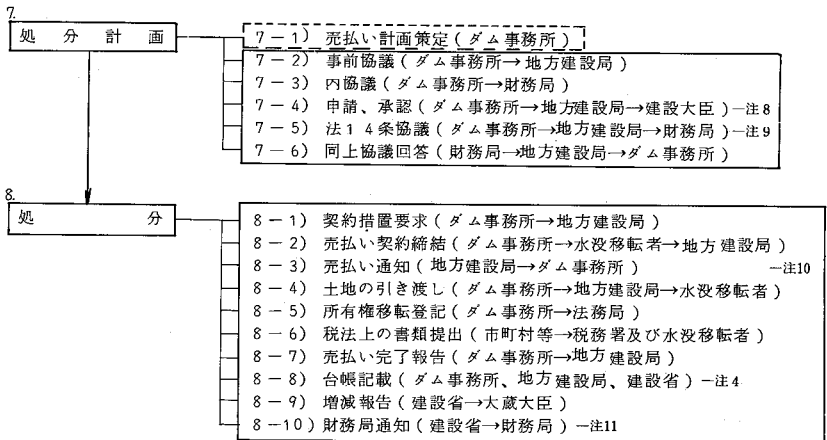 7.
処分計画
7-1) 売払い計画策定(ダム事務所)
7-2) 事前協議(ダム事務所→地方建設局)
7-3) 内協議(ダム事務所→財務局)
7-4) 申請、承認(ダム事務所→地方建設局→建設大臣)—注8
7-5) 法14条協議(ダム事務所→地方建設局→財務局)—注9
7-6) 同上協議回答(財務局→地方建設局→ダム事務所)
8.
処分
8-1) 契約措置要求(ダム事務所→地方建設局)
8-2) 売払い契約締結(ダム事務所→水没移転者→地方建設局)
8-3) 売払い通知(地方建設局→ダム事務所) —注10
8-4) 土地の引き渡し(ダム事務所→地方建設局→水没移転者)
8-5) 所有権移転登記(ダム事務所→法務局)
8-6) 税法上の書類提出(市町村等→税務署及び水没移転者)
8-7) 売払い完了報告(ダム事務所→地方建設局)
8-8) 台帳記載(ダム事務所、地方建設局、建設省)—注4
8-9) 増減報告(建設省→大蔵大臣)
8-10) 財務局通知(建設省→財務局)—注11